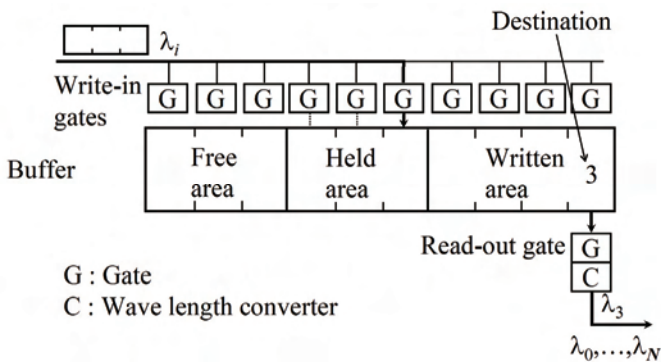 Destination
λi
Write-in
gates
G G G G G G G G G G
Buffer
Free
area
Held
area
Written
area
3
Read-out gate
G
C
G : Gate
C : Wave length converter
λ3
λ0,...,λN